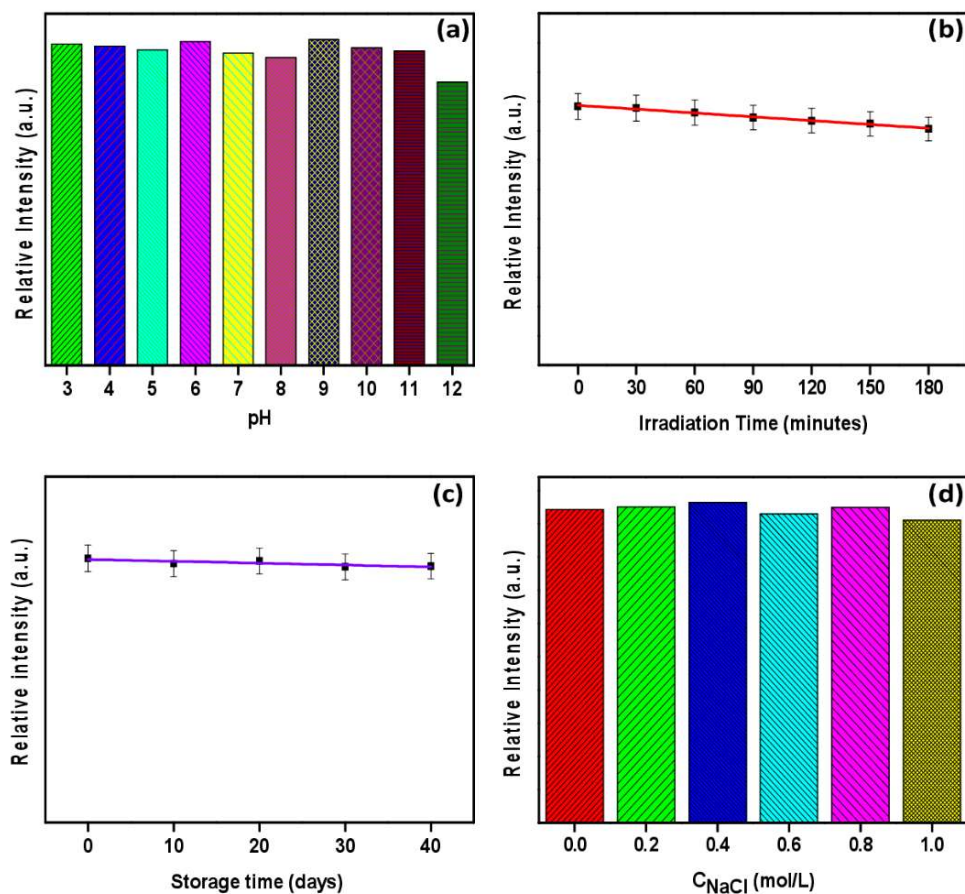 (a)
Relative Intensity (a.u.)
3 4 5 6 7 8 9 10 11 12
pH
(b)
Relative Intensity (a.u.)
0 30 60 90 120 150 180
Irradiation Time (minutes)
(c)
Relative intensity (a.u.)
0 10 20 30 40
Storage time (days)
(d)
Relative Intensity (a.u.)
0.0 0.2 0.4 0.6 0.8 1.0
C_NaCl (mol/L)